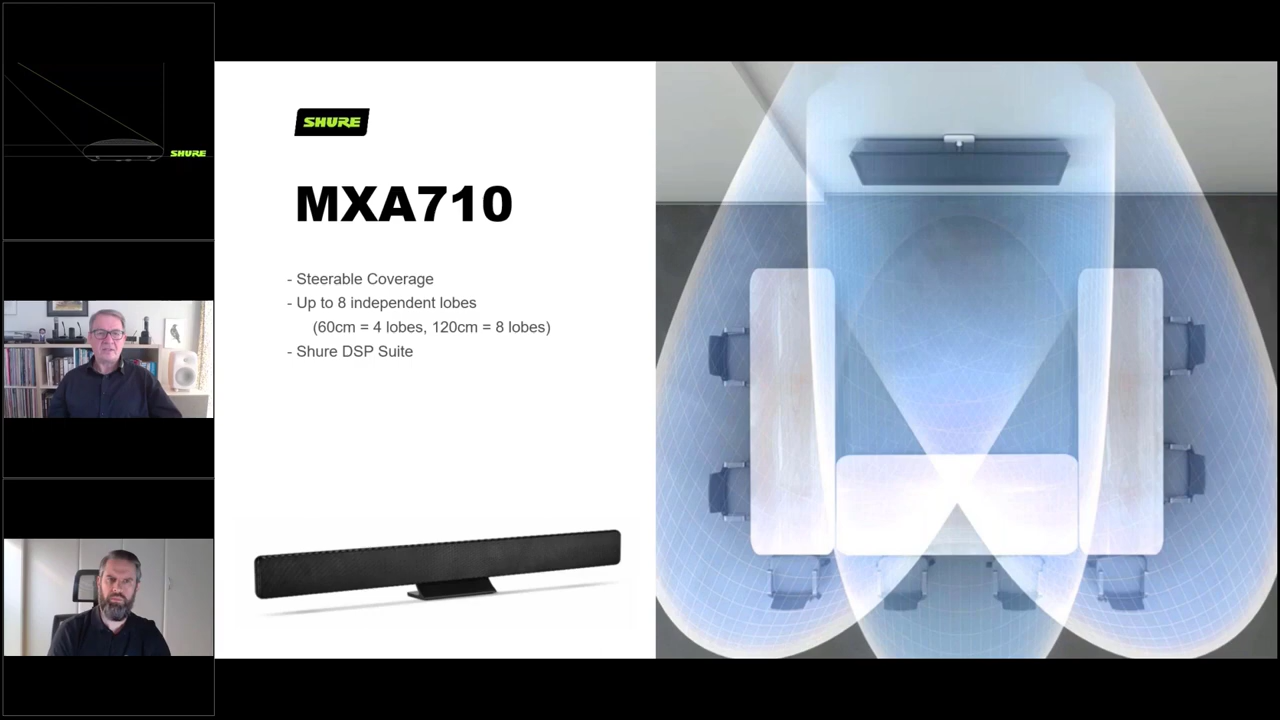 SHURE
SHURE
MXA710
- Steerable Coverage
- Up to 8 independent lobes
(60cm = 4 lobes, 120cm = 8 lobes)
- Shure DSP Suite